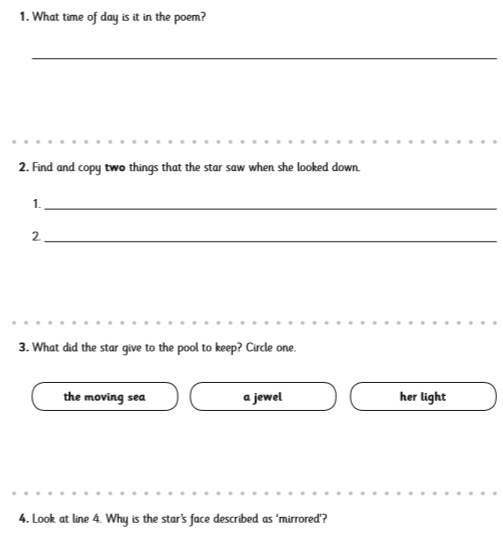 1. What time of day is it in the poem?
2. Find and copy two things that the star saw when she looked down.
1.
2.
3. What did the star give to the pool to keep? Circle one.
the moving sea a jewel her light
4. Look at line 4. Why is the star's face described as 'mirrored'?